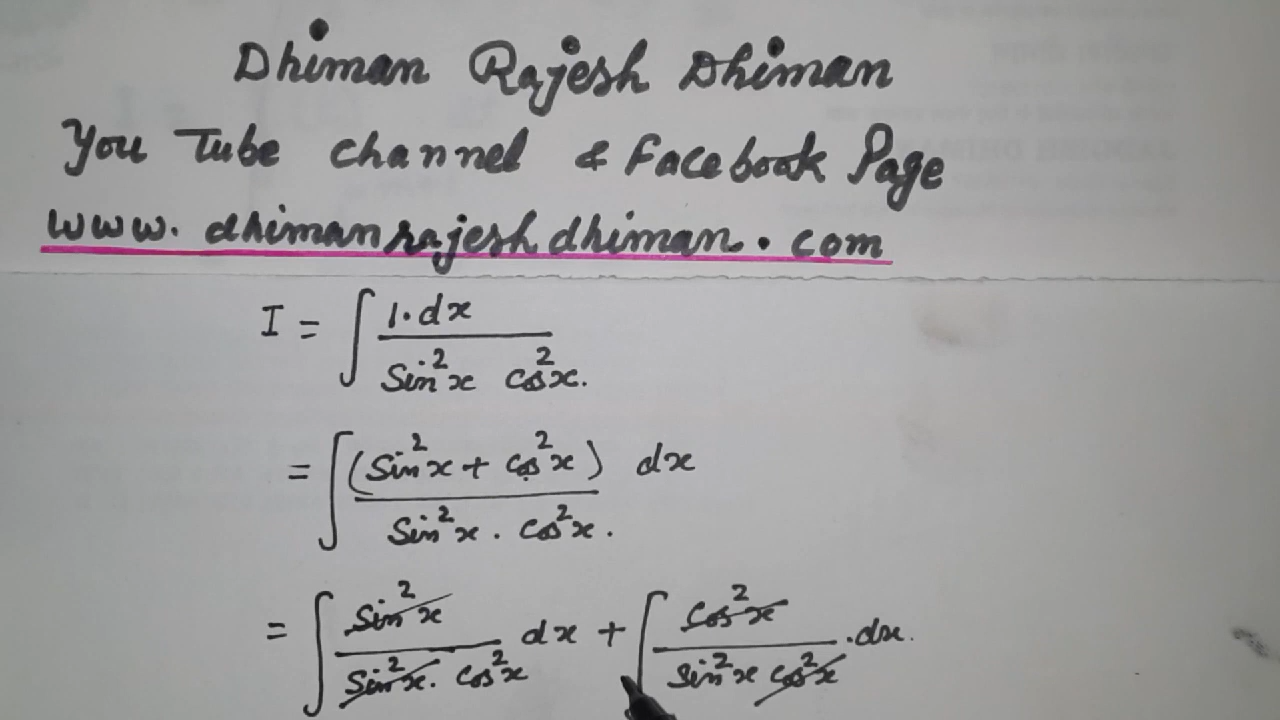 Dhiman Rajesh Dhiman
You Tube channel & Facebook Page
www.dhimanrajeshdhiman.com
I = ∫ 1·dx / Sin²x Cos²x.
= ∫ (Sin²x + Cos²x) / Sin²x . Cos²x. dx
= ∫ Sin²x / Sin²x. Cos²x dx + ∫ Cos²x / Sin²x Cos²x .dx.